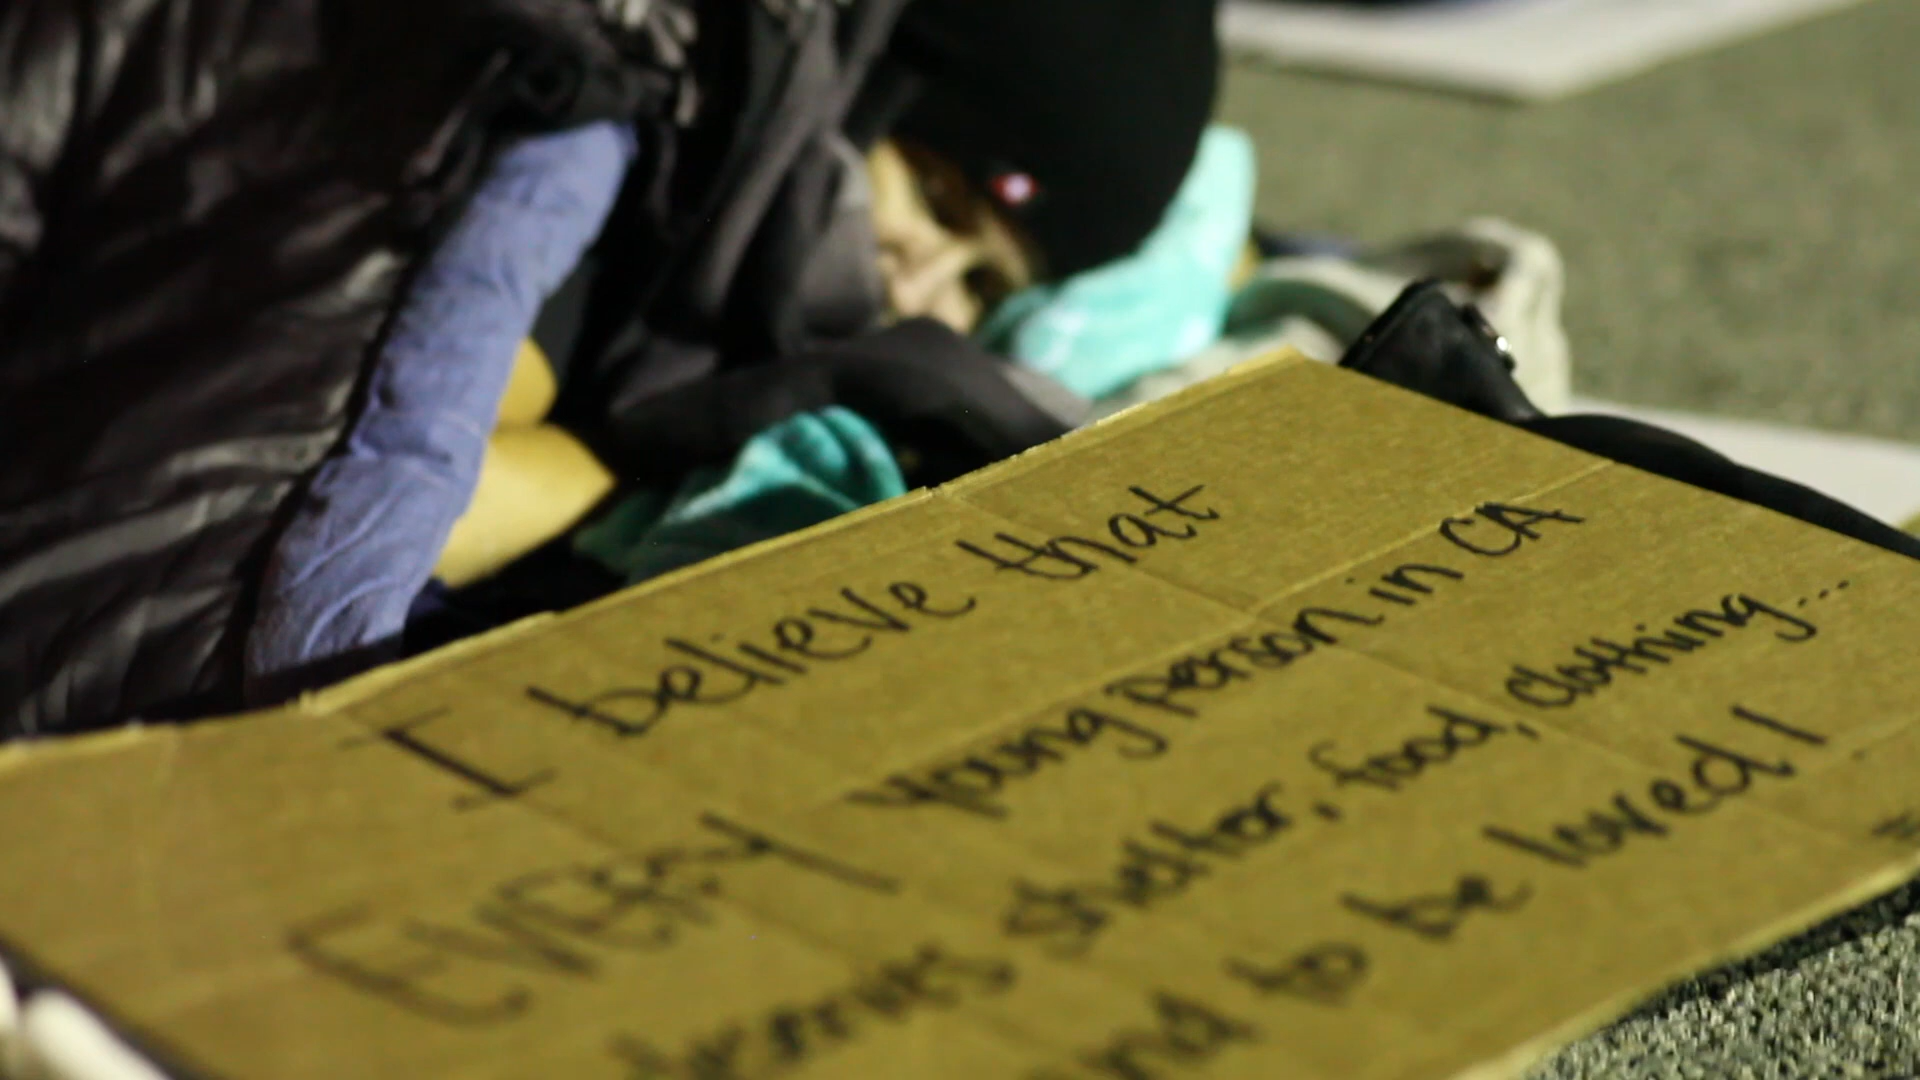 I believe that
EVERY young person in CA
deserves shelter, food, clothing...
and to be loved!